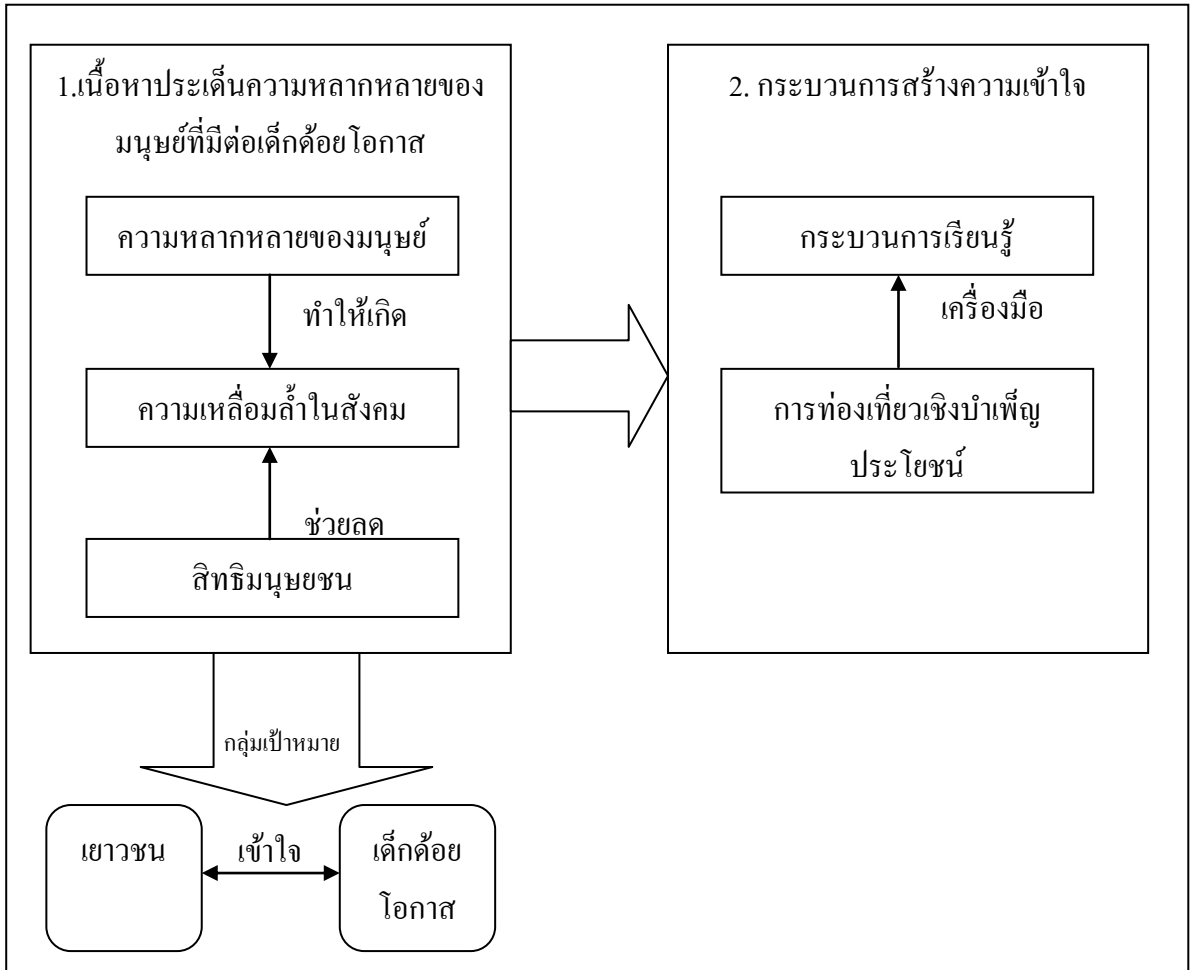 1.เนื้อหาประเด็นความหลากหลายของ
มนุษย์ที่มีต่อเด็กด้อยโอกาส
ความหลากหลายของมนุษย์
ทำให้เกิด
ความเหลื่อมล้ำในสังคม
ช่วยลด
สิทธิมนุษยชน
2. กระบวนการสร้างความเข้าใจ
กระบวนการเรียนรู้
เครื่องมือ
การท่องเที่ยวเชิงบำเพ็ญ
ประโยชน์
กลุ่มเป้าหมาย
เยาวชน
เข้าใจ
เด็กด้อย
โอกาส